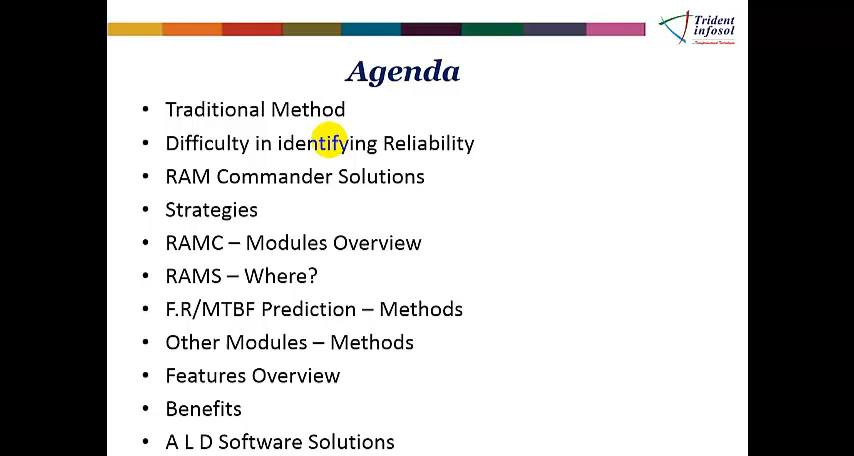 Trident
infosol
Agenda
• Traditional Method
• Difficulty in identifying Reliability
• RAM Commander Solutions
• Strategies
• RAMC – Modules Overview
• RAMS – Where?
• F.R/MTBF Prediction – Methods
• Other Modules – Methods
• Features Overview
• Benefits
• A L D Software Solutions